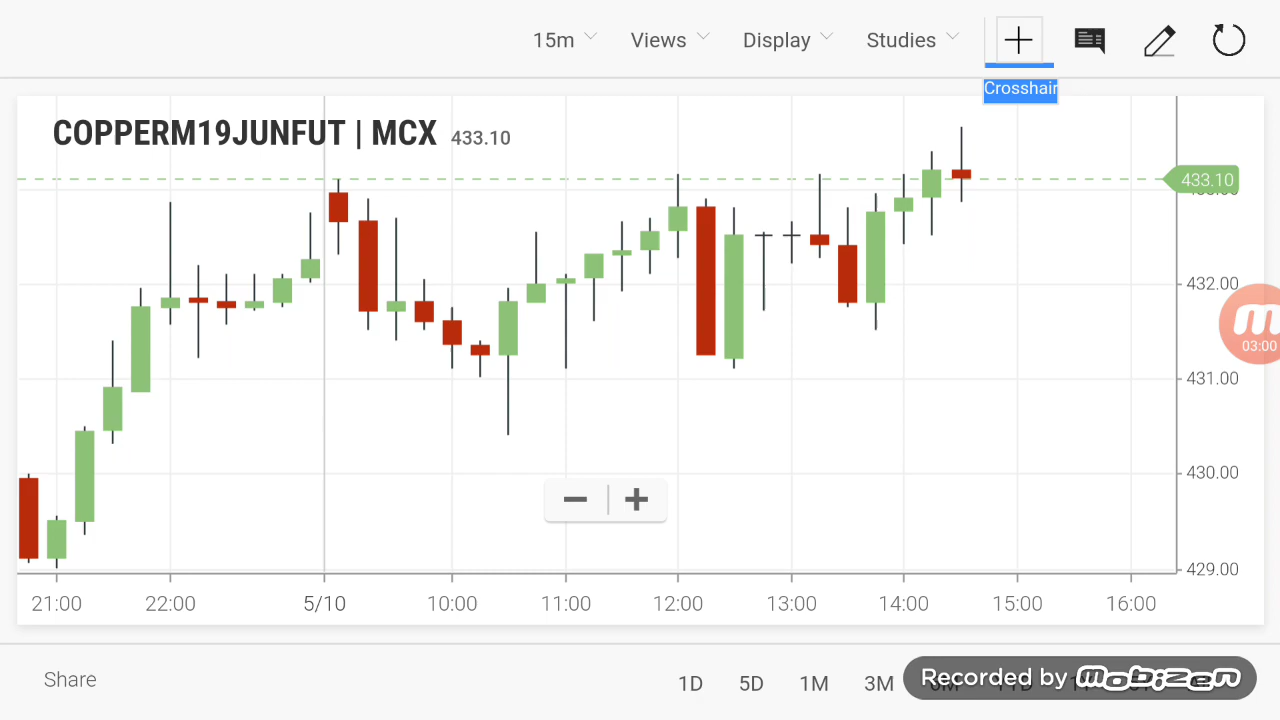 15m Views Display Studies
Crosshair
COPPERM19JUNFUT | MCX 433.10
433.10
432.00
03:00
431.00
430.00
429.00
21:00 22:00 5/10 10:00 11:00 12:00 13:00 14:00 15:00 16:00
Share 1D 5D 1M 3M
Recorded by mobizen